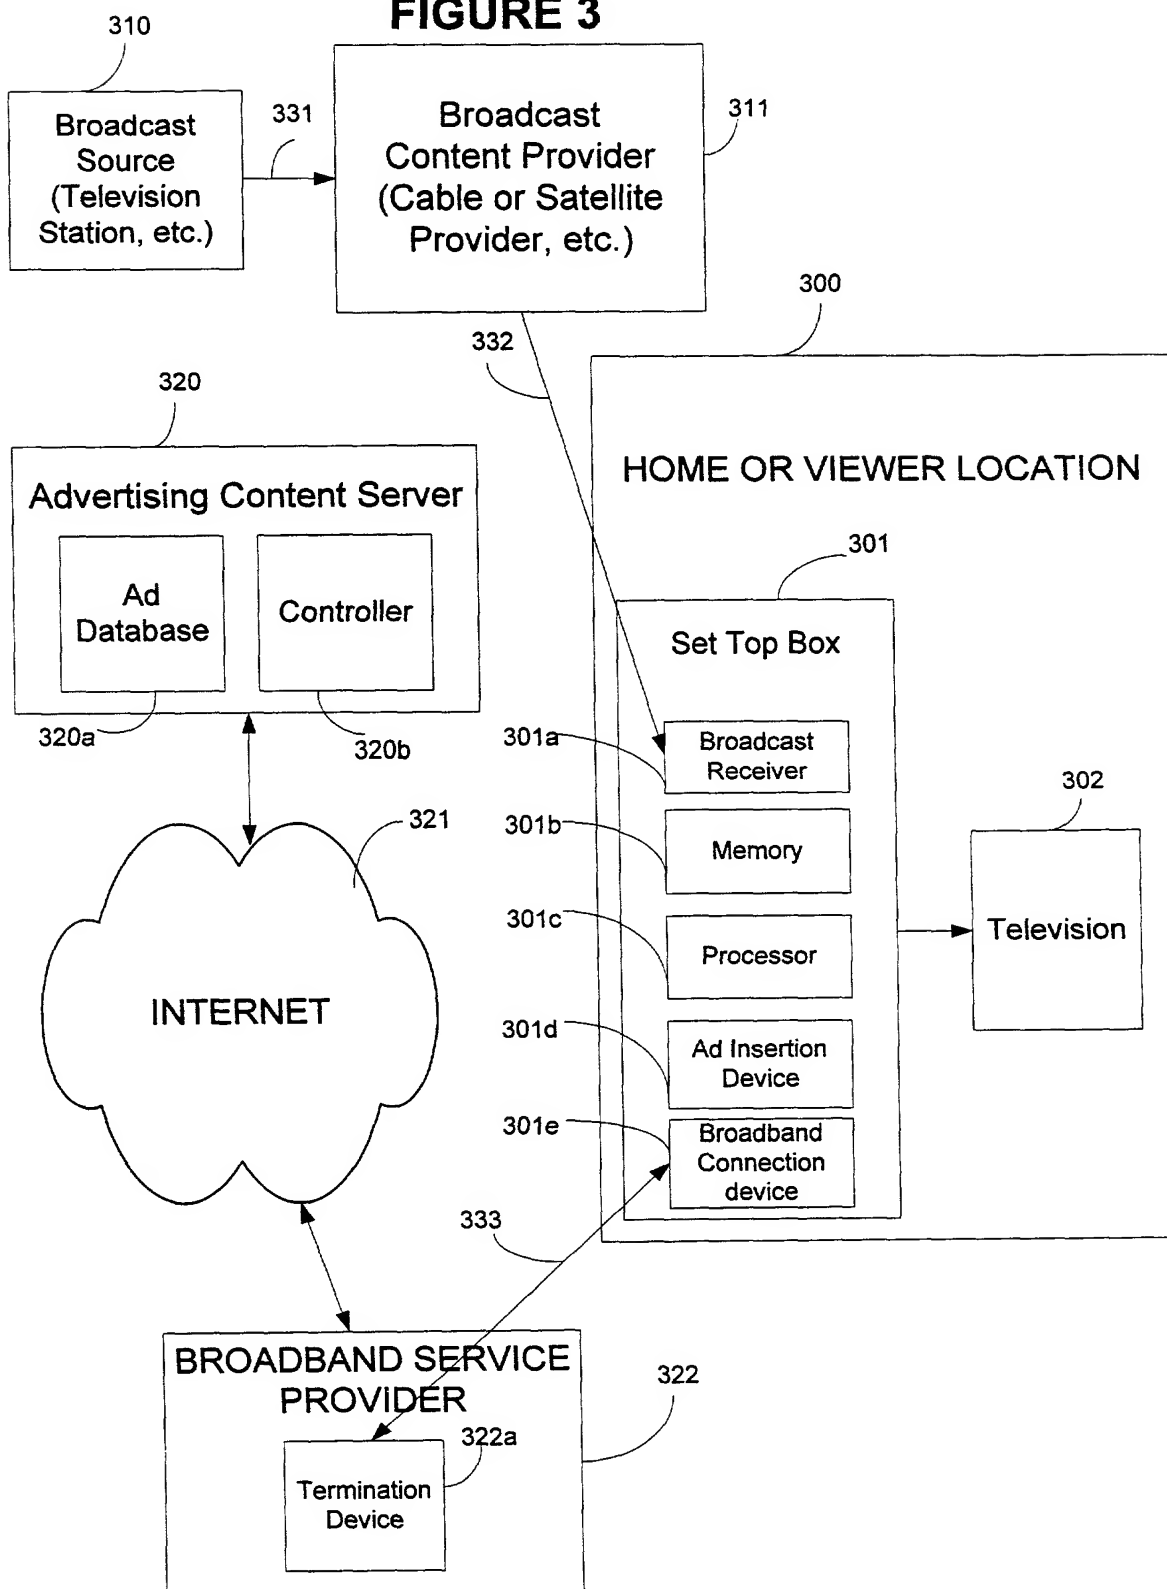 FIGURE 3
310
Broadcast
Source
(Television
Station, etc.)
331
Broadcast
Content Provider
(Cable or Satellite
Provider, etc.)
311
300
332
320
Advertising Content Server
Ad
Database
Controller
320a
320b
HOME OR VIEWER LOCATION
301
Set Top Box
301a
Broadcast
Receiver
301b
Memory
301c
Processor
301d
Ad Insertion
Device
301e
Broadband
Connection
device
302
Television
321
INTERNET
333
BROADBAND SERVICE
PROVIDER
322
322a
Termination
Device